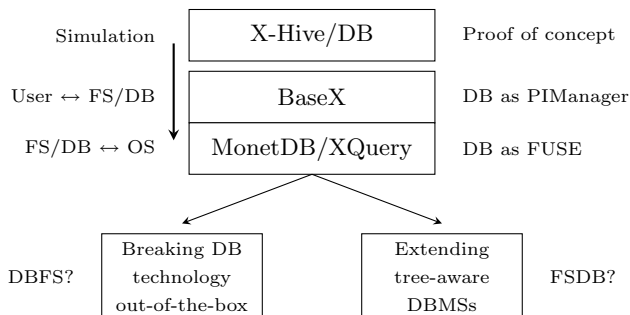 Simulation X-Hive/DB Proof of concept
User ↔ FS/DB BaseX DB as PIManager
FS/DB ↔ OS MonetDB/XQuery DB as FUSE
DBFS?
Breaking DB
technology
out-of-the-box
Extending
tree-aware
DBMSs
FSDB?